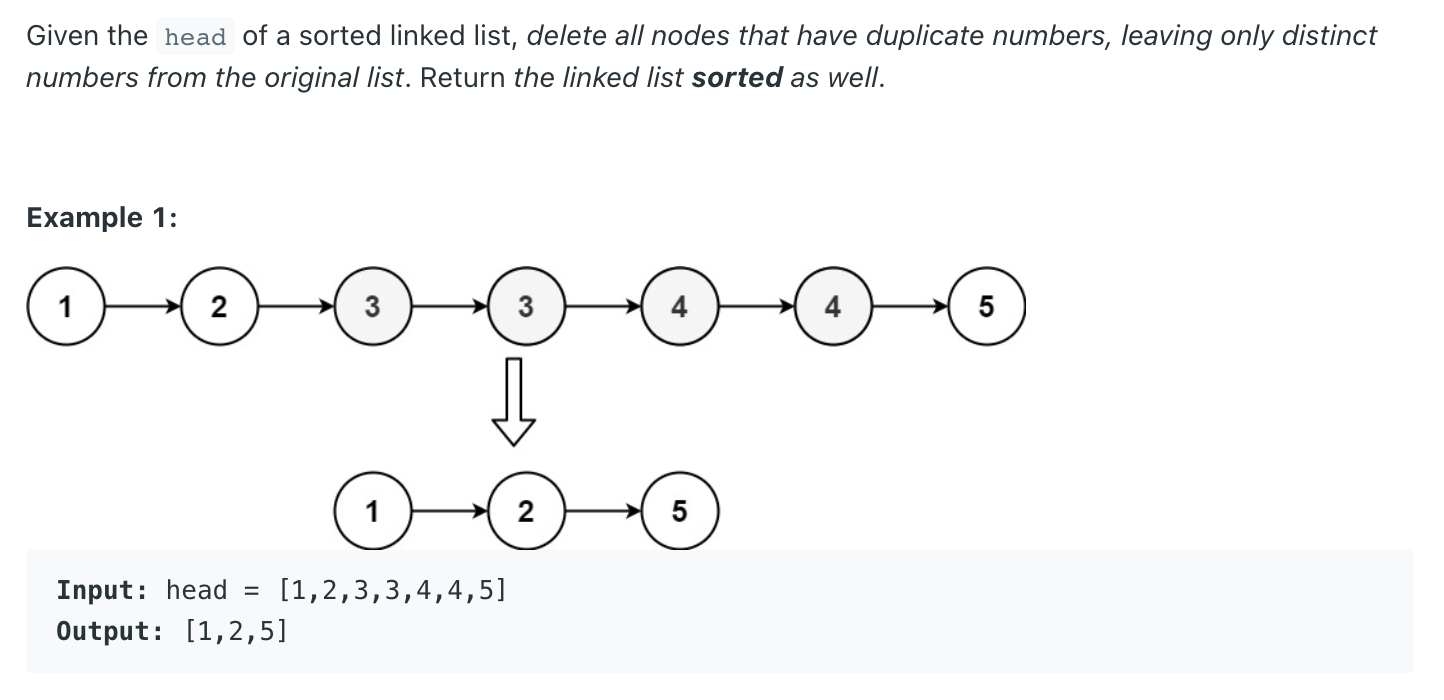 Given the head of a sorted linked list, delete all nodes that have duplicate numbers, leaving only distinct
numbers from the original list. Return the linked list sorted as well.
Example 1:
1 2 3 3 4 4 5
1 2 5
Input: head = [1,2,3,3,4,4,5]
Output: [1,2,5]